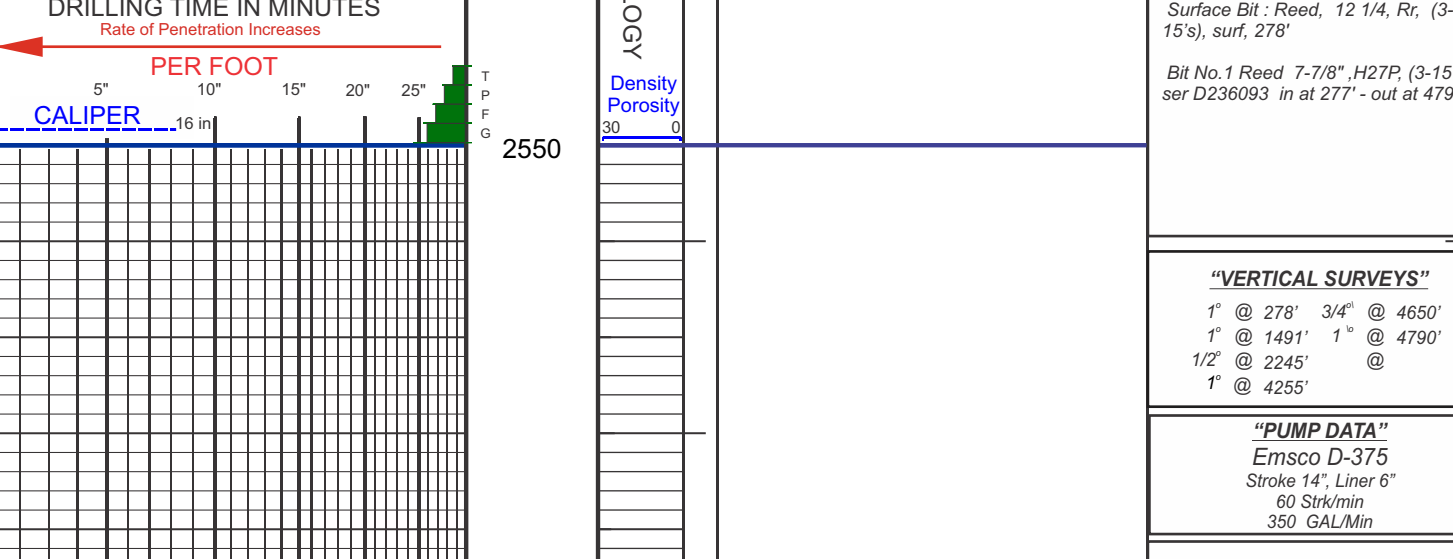 DRILLING TIME IN MINUTES
Rate of Penetration Increases
PER FOOT
5" 10" 15" 20" 25"
CALIPER
16 in
T
P
F
G
2550
LOGY
Density
Porosity
30 0
Surface Bit : Reed, 12 1/4, Rr, (3-
15's), surf, 278'
Bit No.1 Reed 7-7/8" ,H27P, (3-15
ser D236093 in at 277' - out at 479
“VERTICAL SURVEYS”
1° @ 278’ 3/4°\ @ 4650’
1° @ 1491’ 1 \° @ 4790’
1/2° @ 2245’ @
1° @ 4255’
“PUMP DATA”
Emsco D-375
Stroke 14”, Liner 6”
60 Strk/min
350 GAL/Min